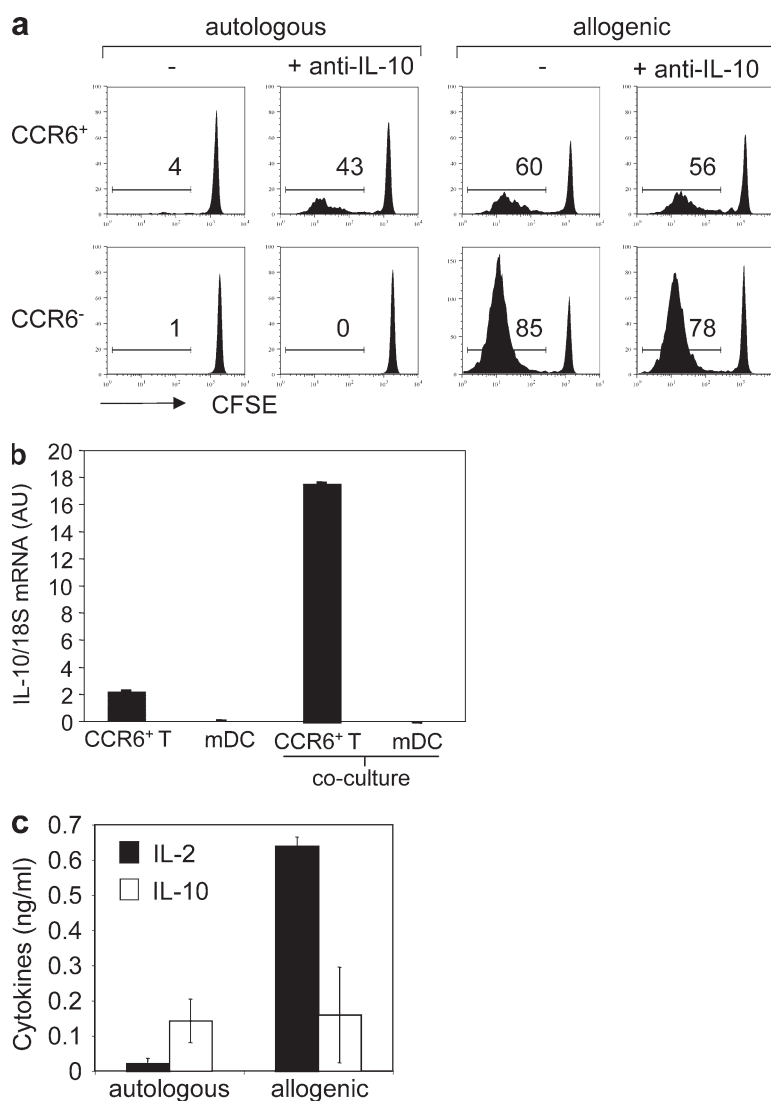 a
autologous allogenic
- + anti-IL-10 - + anti-IL-10
CCR6+ 4 43 60 56
CCR6- 1 0 85 78
CFSE
b
IL-10/18S mRNA (AU)
20
18
16
14
12
10
8
6
4
2
0
CCR6+ T mDC CCR6+ T mDC
co-culture
c
Cytokines (ng/ml)
0.7
0.6
0.5
0.4
0.3
0.2
0.1
0
IL-2
IL-10
autologous allogenic